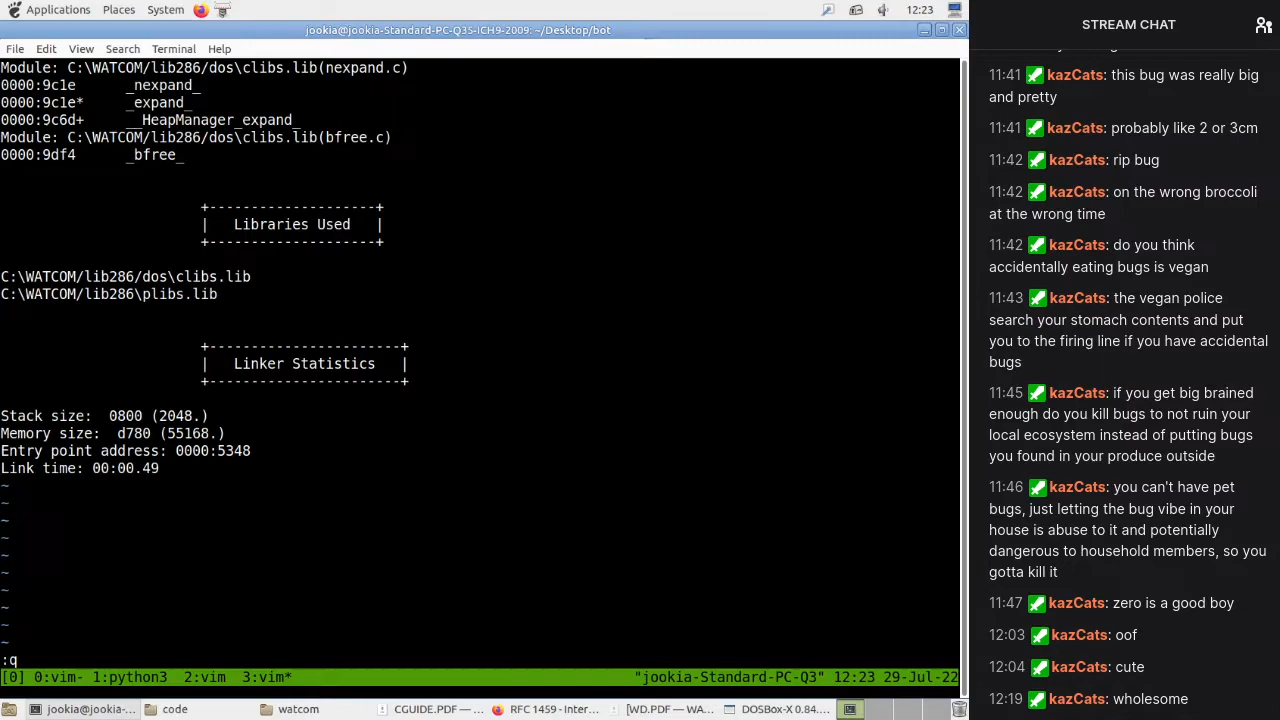 Applications Places System 12:23
jookia@jookia-Standard-PC-Q35-ICH9-2009: ~/Desktop/bot
File Edit View Search Terminal Help
Module: C:\WATCOM/lib286/dos\clibs.lib(nexpand.c)
0000:9c1e _nexpand_
0000:9c1e* _expand_
0000:9c6d+ __HeapManager_expand_
Module: C:\WATCOM/lib286/dos\clibs.lib(bfree.c)
0000:9df4 _bfree_
+--------------------+
| Libraries Used |
+--------------------+
C:\WATCOM/lib286/dos\clibs.lib
C:\WATCOM/lib286\plibs.lib
+-----------------------+
| Linker Statistics |
+-----------------------+
Stack size: 0800 (2048.)
Memory size: d780 (55168.)
Entry point address: 0000:5348
Link time: 00:00.49
~
~
~
~
~
~
~
~
~
~
:q
[0] 0:vim- 1:python3 2:vim 3:vim* "jookia-Standard-PC-Q3" 12:23 29-Jul-22
jookia@jookia-... code watcom CGUIDE.PDF — ... RFC 1459 - Inter... [WD.PDF — WA... DOSBox-X 0.84....
STREAM CHAT
11:41 kazCats: this bug was really big
and pretty
11:41 kazCats: probably like 2 or 3cm
11:42 kazCats: rip bug
11:42 kazCats: on the wrong broccoli
at the wrong time
11:42 kazCats: do you think
accidentally eating bugs is vegan
11:43 kazCats: the vegan police
search your stomach contents and put
you to the firing line if you have accidental
bugs
11:45 kazCats: if you get big brained
enough do you kill bugs to not ruin your
local ecosystem instead of putting bugs
you found in your produce outside
11:46 kazCats: you can't have pet
bugs, just letting the bug vibe in your
house is abuse to it and potentially
dangerous to household members, so you
gotta kill it
11:47 kazCats: zero is a good boy
12:03 kazCats: oof
12:04 kazCats: cute
12:19 kazCats: wholesome